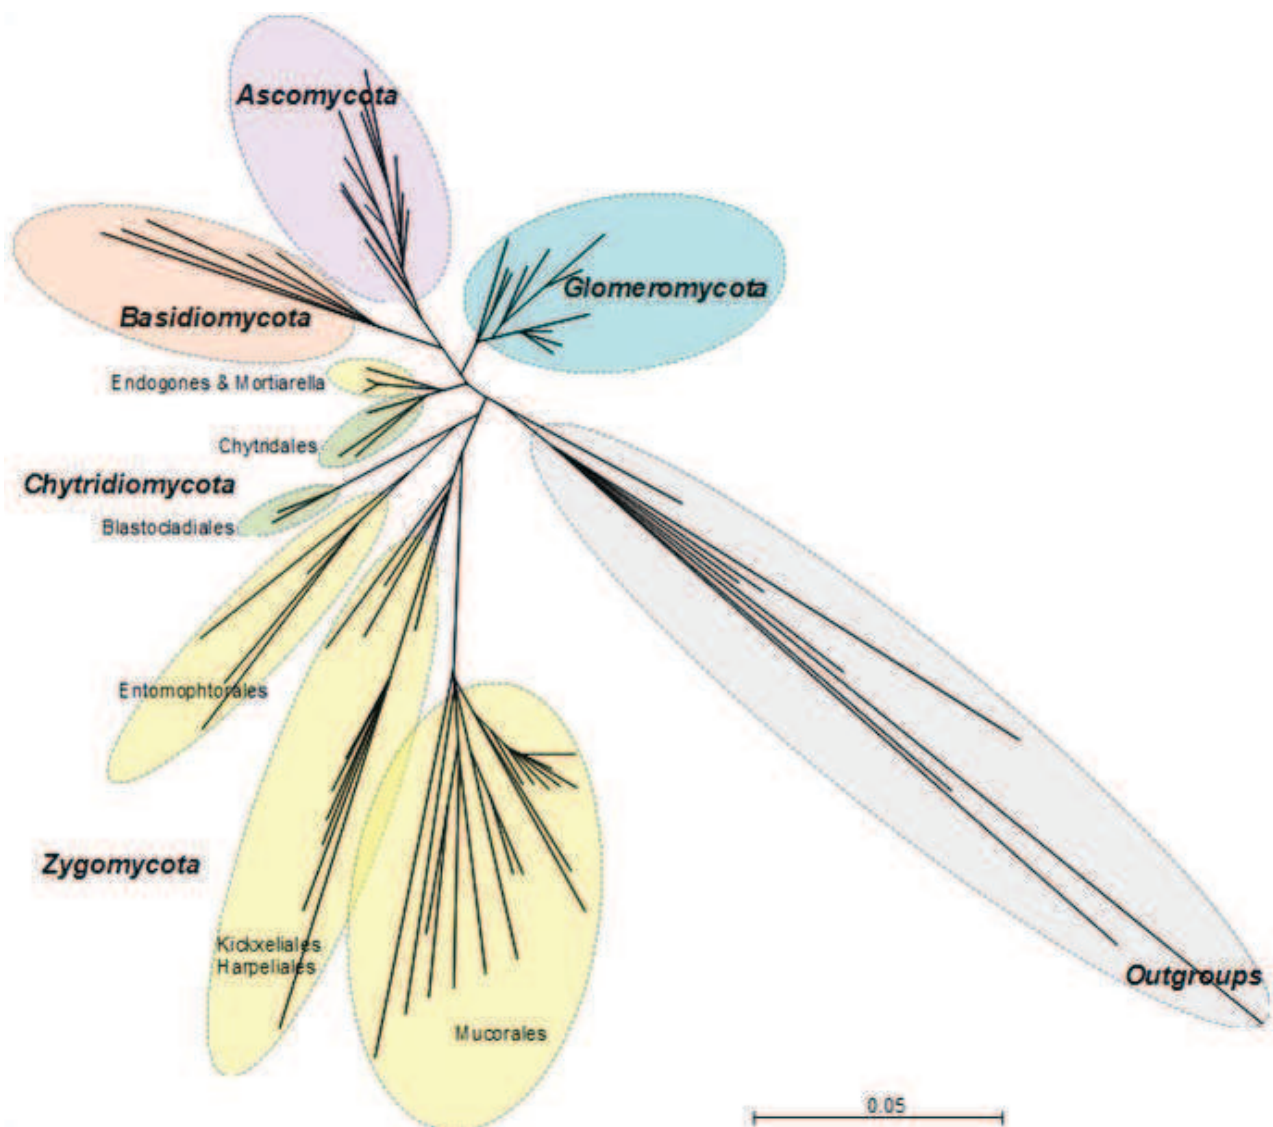 Ascomycota
Glomeromycota
Basidiomycota
Endogones & Mortiarella
Chytridales
Chytridiomycota
Blastocladiales
Entomophtorales
Zygomycota
Kickxeliales
Harpeliales
Outgroups
Mucorales
0.05